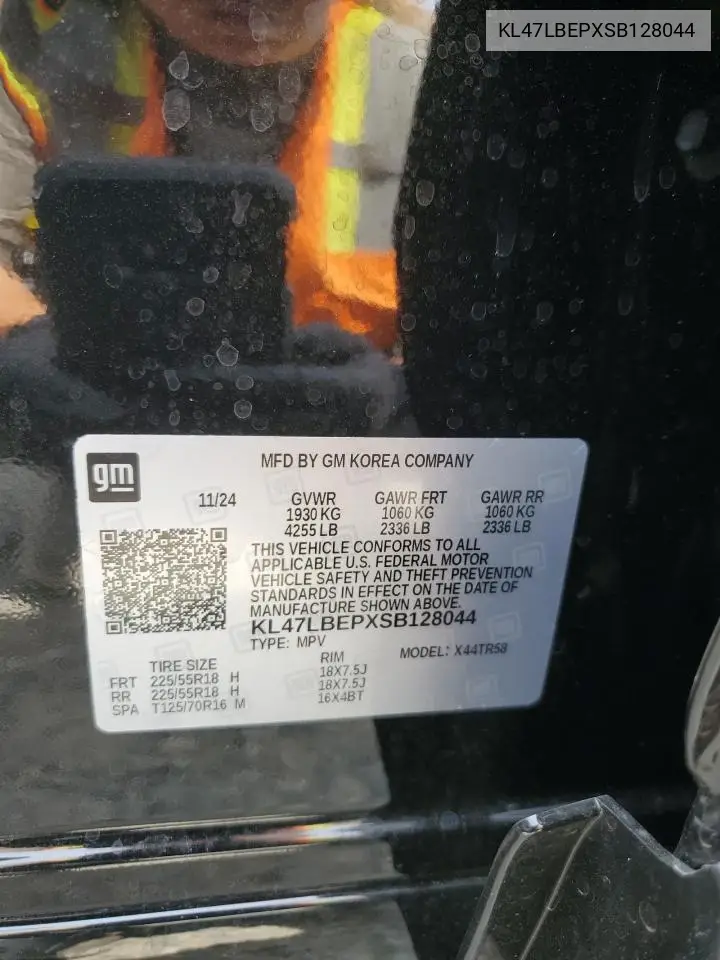 KL47LBEPXSB128044
gm
MFD BY GM KOREA COMPANY
11/24 GVWR GAWR FRT GAWR RR
1930 KG 1060 KG 1060 KG
4255 LB 2336 LB 2336 LB
THIS VEHICLE CONFORMS TO ALL
APPLICABLE U.S. FEDERAL MOTOR
VEHICLE SAFETY AND THEFT PREVENTION
STANDARDS IN EFFECT ON THE DATE OF
MANUFACTURE SHOWN ABOVE.
KL47LBEPXSB128044
TYPE: MPV MODEL: X44TR58
TIRE SIZE RIM
FRT 225/55R18 H 18X7.5J
RR 225/55R18 H 18X7.5J
SPA T125/70R16 M 16X4BT